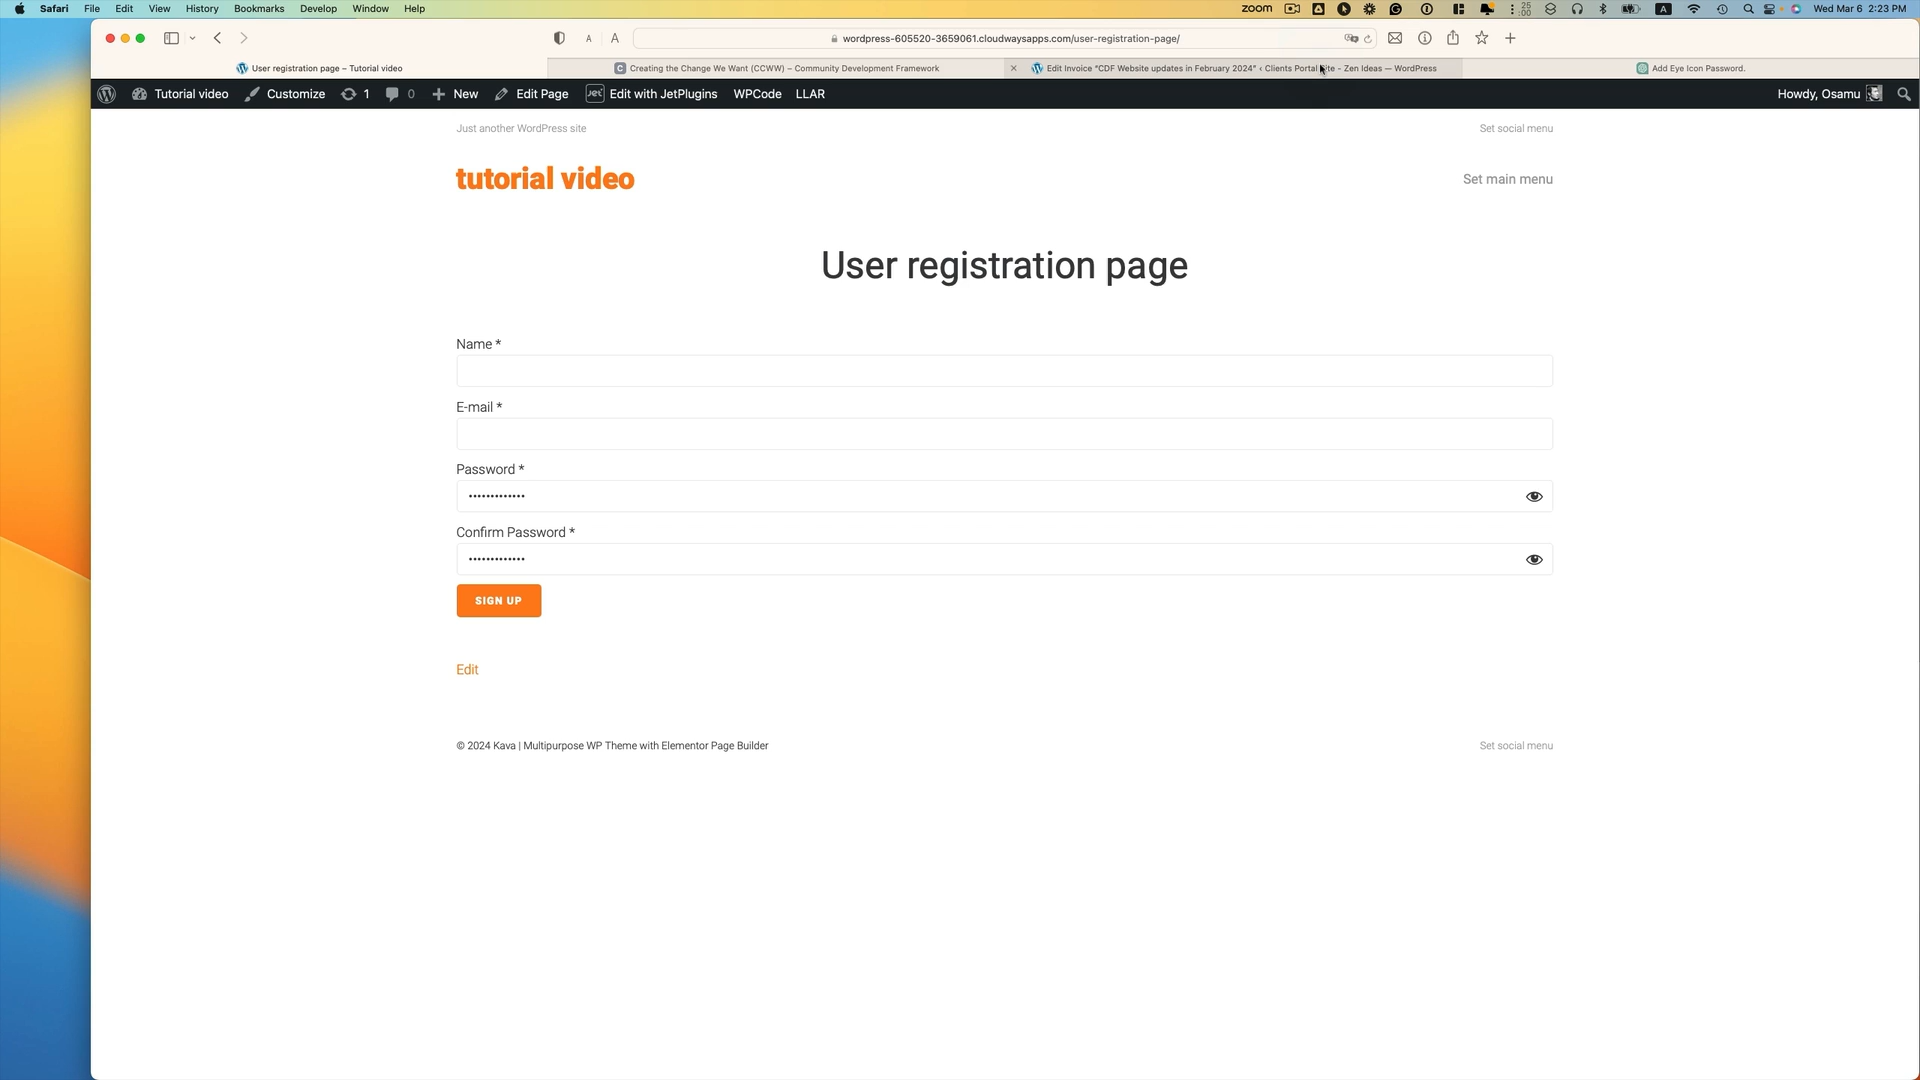 Safari File Edit View History Bookmarks Develop Window Help zoom 25 :00 A Wed Mar 6 2:23 PM
A A wordpress-605520-3659061.cloudwaysapps.com/user-registration-page/
User registration page – Tutorial video C Creating the Change We Want (CCWW) – Community Development Framework Edit Invoice "CDF Website updates in February 2024" ‹ Clients Portal Site - Zen Ideas — WordPress Add Eye Icon Password.
Tutorial video Customize 1 0 New Edit Page Jet Edit with JetPlugins WPCode LLAR Howdy, Osamu
Just another WordPress site Set social menu
tutorial video Set main menu
User registration page
Name *
E-mail *
Password *
Confirm Password *
SIGN UP
Edit
© 2024 Kava | Multipurpose WP Theme with Elementor Page Builder Set social menu